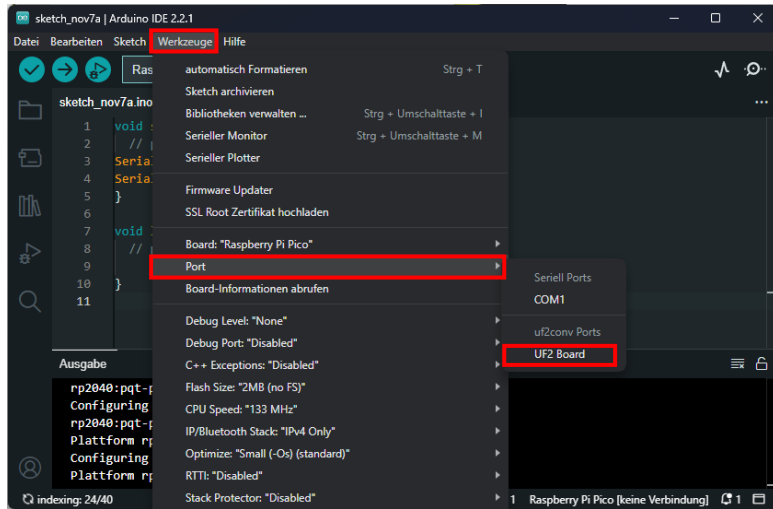 sketch_nov7a | Arduino IDE 2.2.1
Datei Bearbeiten Sketch Werkzeuge Hilfe
Ras
sketch_nov7a.ino
1 void s
2 //
3 Seria
4 Seria
5 }
6
7 void
8 //
9
10 }
11
automatisch Formatieren Strg + T
Sketch archivieren
Bibliotheken verwalten ... Strg + Umschalttaste + I
Serieller Monitor Strg + Umschalttaste + M
Serieller Plotter
Firmware Updater
SSL Root Zertifikat hochladen
Board: "Raspberry Pi Pico"
Port
Board-Informationen abrufen
Debug Level: "None"
Debug Port: "Disabled"
C++ Exceptions: "Disabled"
Flash Size: "2MB (no FS)"
CPU Speed: "133 MHz"
IP/Bluetooth Stack: "IPv4 Only"
Optimize: "Small (-Os) (standard)"
RTTI: "Disabled"
Stack Protector: "Disabled"
Seriell Ports
COM1
uf2conv Ports
UF2 Board
Ausgabe
rp2040:pqt-p
Configuring
rp2040:pqt-p
Plattform rp
Configuring
Plattform rp
indexing: 24/40
1 Raspberry Pi Pico [keine Verbindung] 1